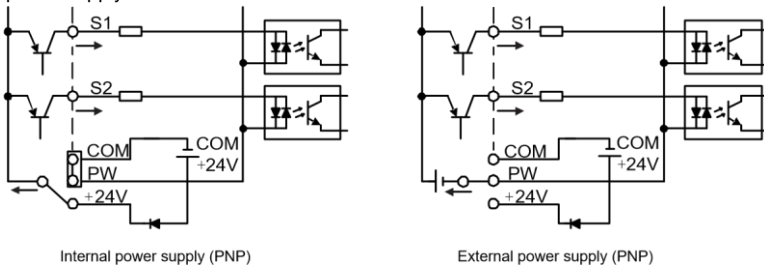 S1
S2
COM
PW
+24V
COM
+24V
Internal power supply (PNP)
S1
S2
COM
PW
+24V
COM
+24V
External power supply (PNP)